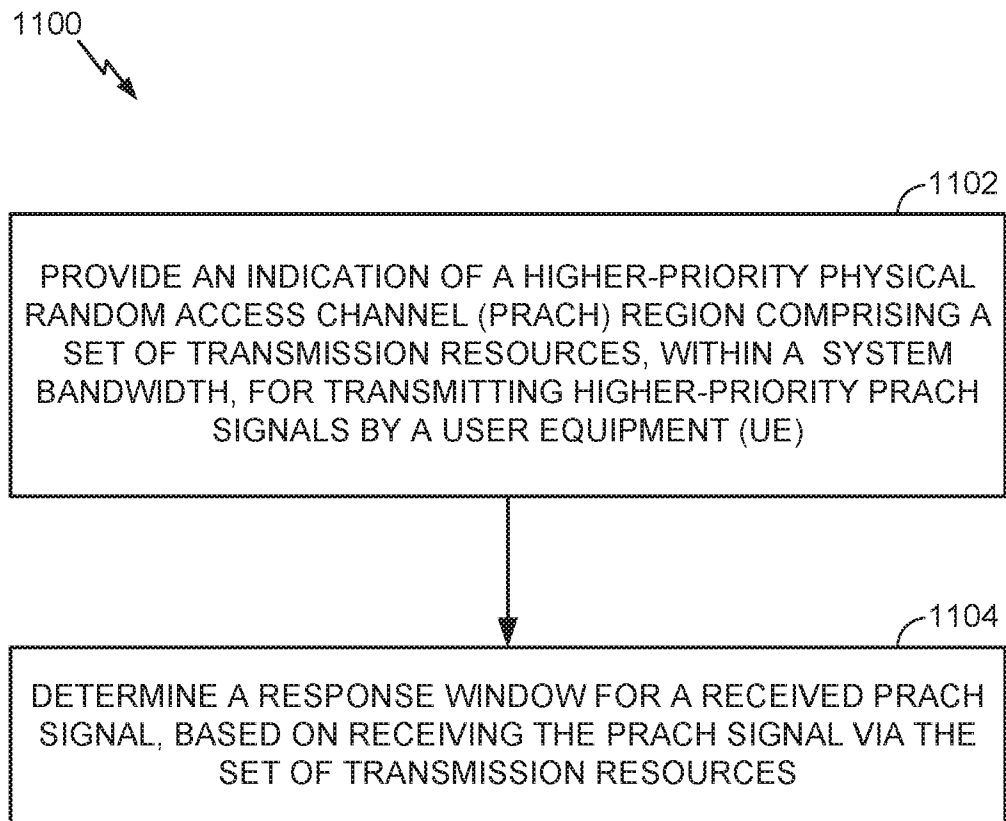 1100
1102
PROVIDE AN INDICATION OF A HIGHER-PRIORITY PHYSICAL
RANDOM ACCESS CHANNEL (PRACH) REGION COMPRISING A
SET OF TRANSMISSION RESOURCES, WITHIN A SYSTEM
BANDWIDTH, FOR TRANSMITTING HIGHER-PRIORITY PRACH
SIGNALS BY A USER EQUIPMENT (UE)
1104
DETERMINE A RESPONSE WINDOW FOR A RECEIVED PRACH
SIGNAL, BASED ON RECEIVING THE PRACH SIGNAL VIA THE
SET OF TRANSMISSION RESOURCES